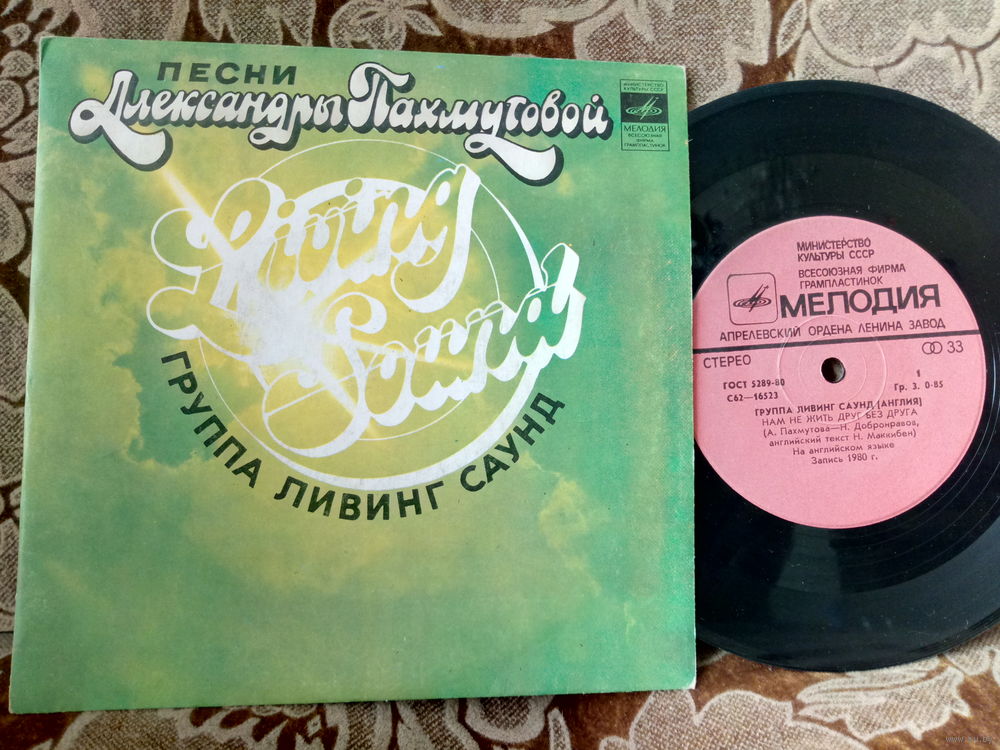 ПЕСНИ
Александры Пахмутовой
МИНИСТЕРСТВО
КУЛЬТУРЫ СССР
МЕЛОДИЯ
ВСЕСОЮЗНАЯ
ФИРМА
ГРАМПЛАСТИНОК
Living
Sound
ГРУППА ЛИВИНГ САУНД
МИНИСТЕРСТВО
КУЛЬТУРЫ СССР
ВСЕСОЮЗНАЯ ФИРМА
ГРАМПЛАСТИНОК
МЕЛОДИЯ
АПРЕЛЕВСКИЙ ОРДЕНА ЛЕНИНА ЗАВОД
СТЕРЕО 33
ГОСТ 5289-80 1
С62—16523 Гр. 3. 0-85
ГРУППА ЛИВИНГ САУНД (АНГЛИЯ)
НАМ НЕ ЖИТЬ ДРУГ БЕЗ ДРУГА
(А. Пахмутова—Н. Добронравов,
английский текст Н. Маккибен)
На английском языке
Запись 1980 г.